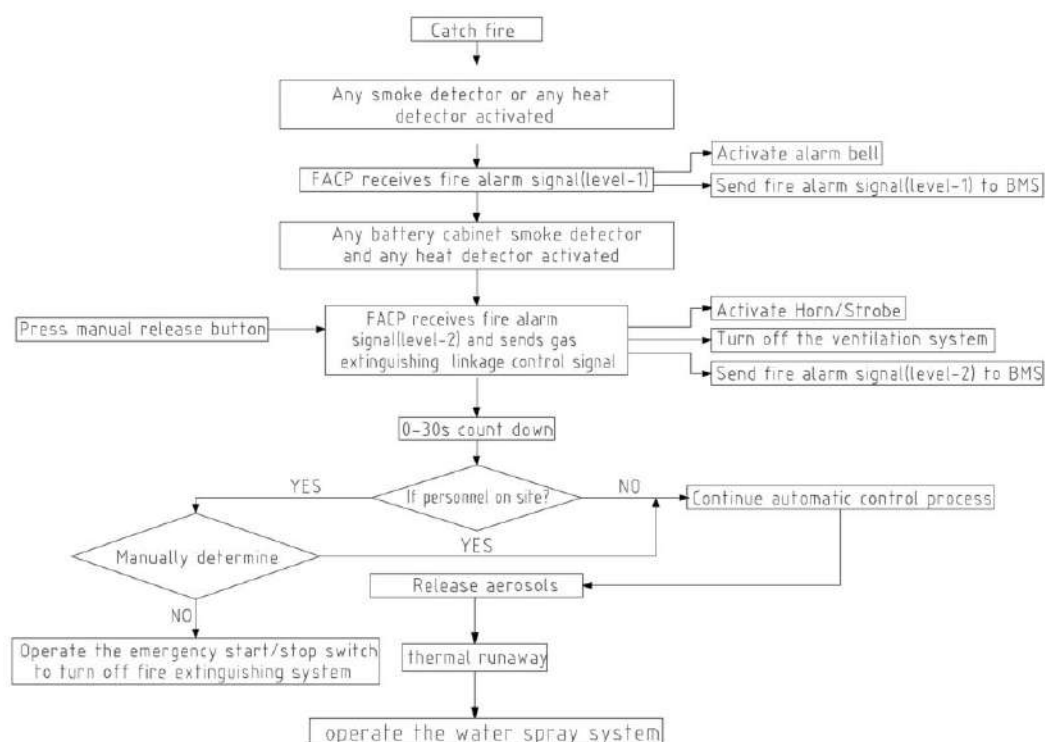 Catch fire
Any smoke detector or any heat
detector activated
Activate alarm bell
FACP receives fire alarm signal(level-1)
Send fire alarm signal(level-1) to BMS
Any battery cabinet smoke detector
and any heat detector activated
Press manual release button
FACP receives fire alarm
signal(level-2) and sends gas
extinguishing linkage control signal
Activate Horn/Strobe
Turn off the ventilation system
Send fire alarm signal(level-2) to BMS
0-30s count down
YES
If personnel on site?
NO
Continue automatic control process
Manually determine
YES
Release aerosols
NO
Operate the emergency start/stop switch
to turn off fire extinguishing system
thermal runaway
operate the water spray system